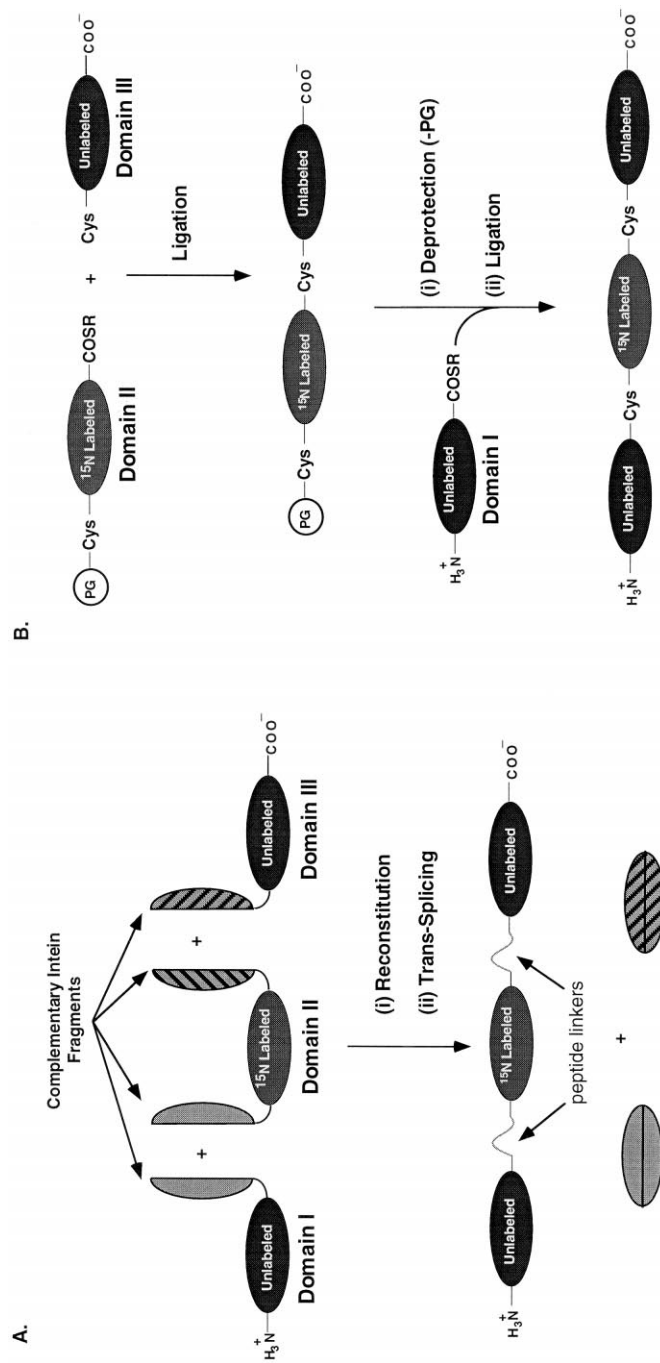 A.
Complementary Intein
Fragments
+
+
H₃N⁺
Unlabeled
Domain I
¹⁵N Labeled
Domain II
Unlabeled
COO⁻
Domain III
(i) Reconstitution
(ii) Trans-Splicing
H₃N⁺
Unlabeled
¹⁵N Labeled
Unlabeled
COO⁻
peptide linkers
+
B.
PG Cys ¹⁵N Labeled COSR + Cys Unlabeled COO⁻
Domain II
Domain III
Ligation
PG Cys ¹⁵N Labeled Cys Unlabeled COO⁻
H₃N⁺ Unlabeled COSR
Domain I
(i) Deprotection (-PG)
(ii) Ligation
H₃N⁺ Unlabeled Cys ¹⁵N Labeled Cys Unlabeled COO⁻